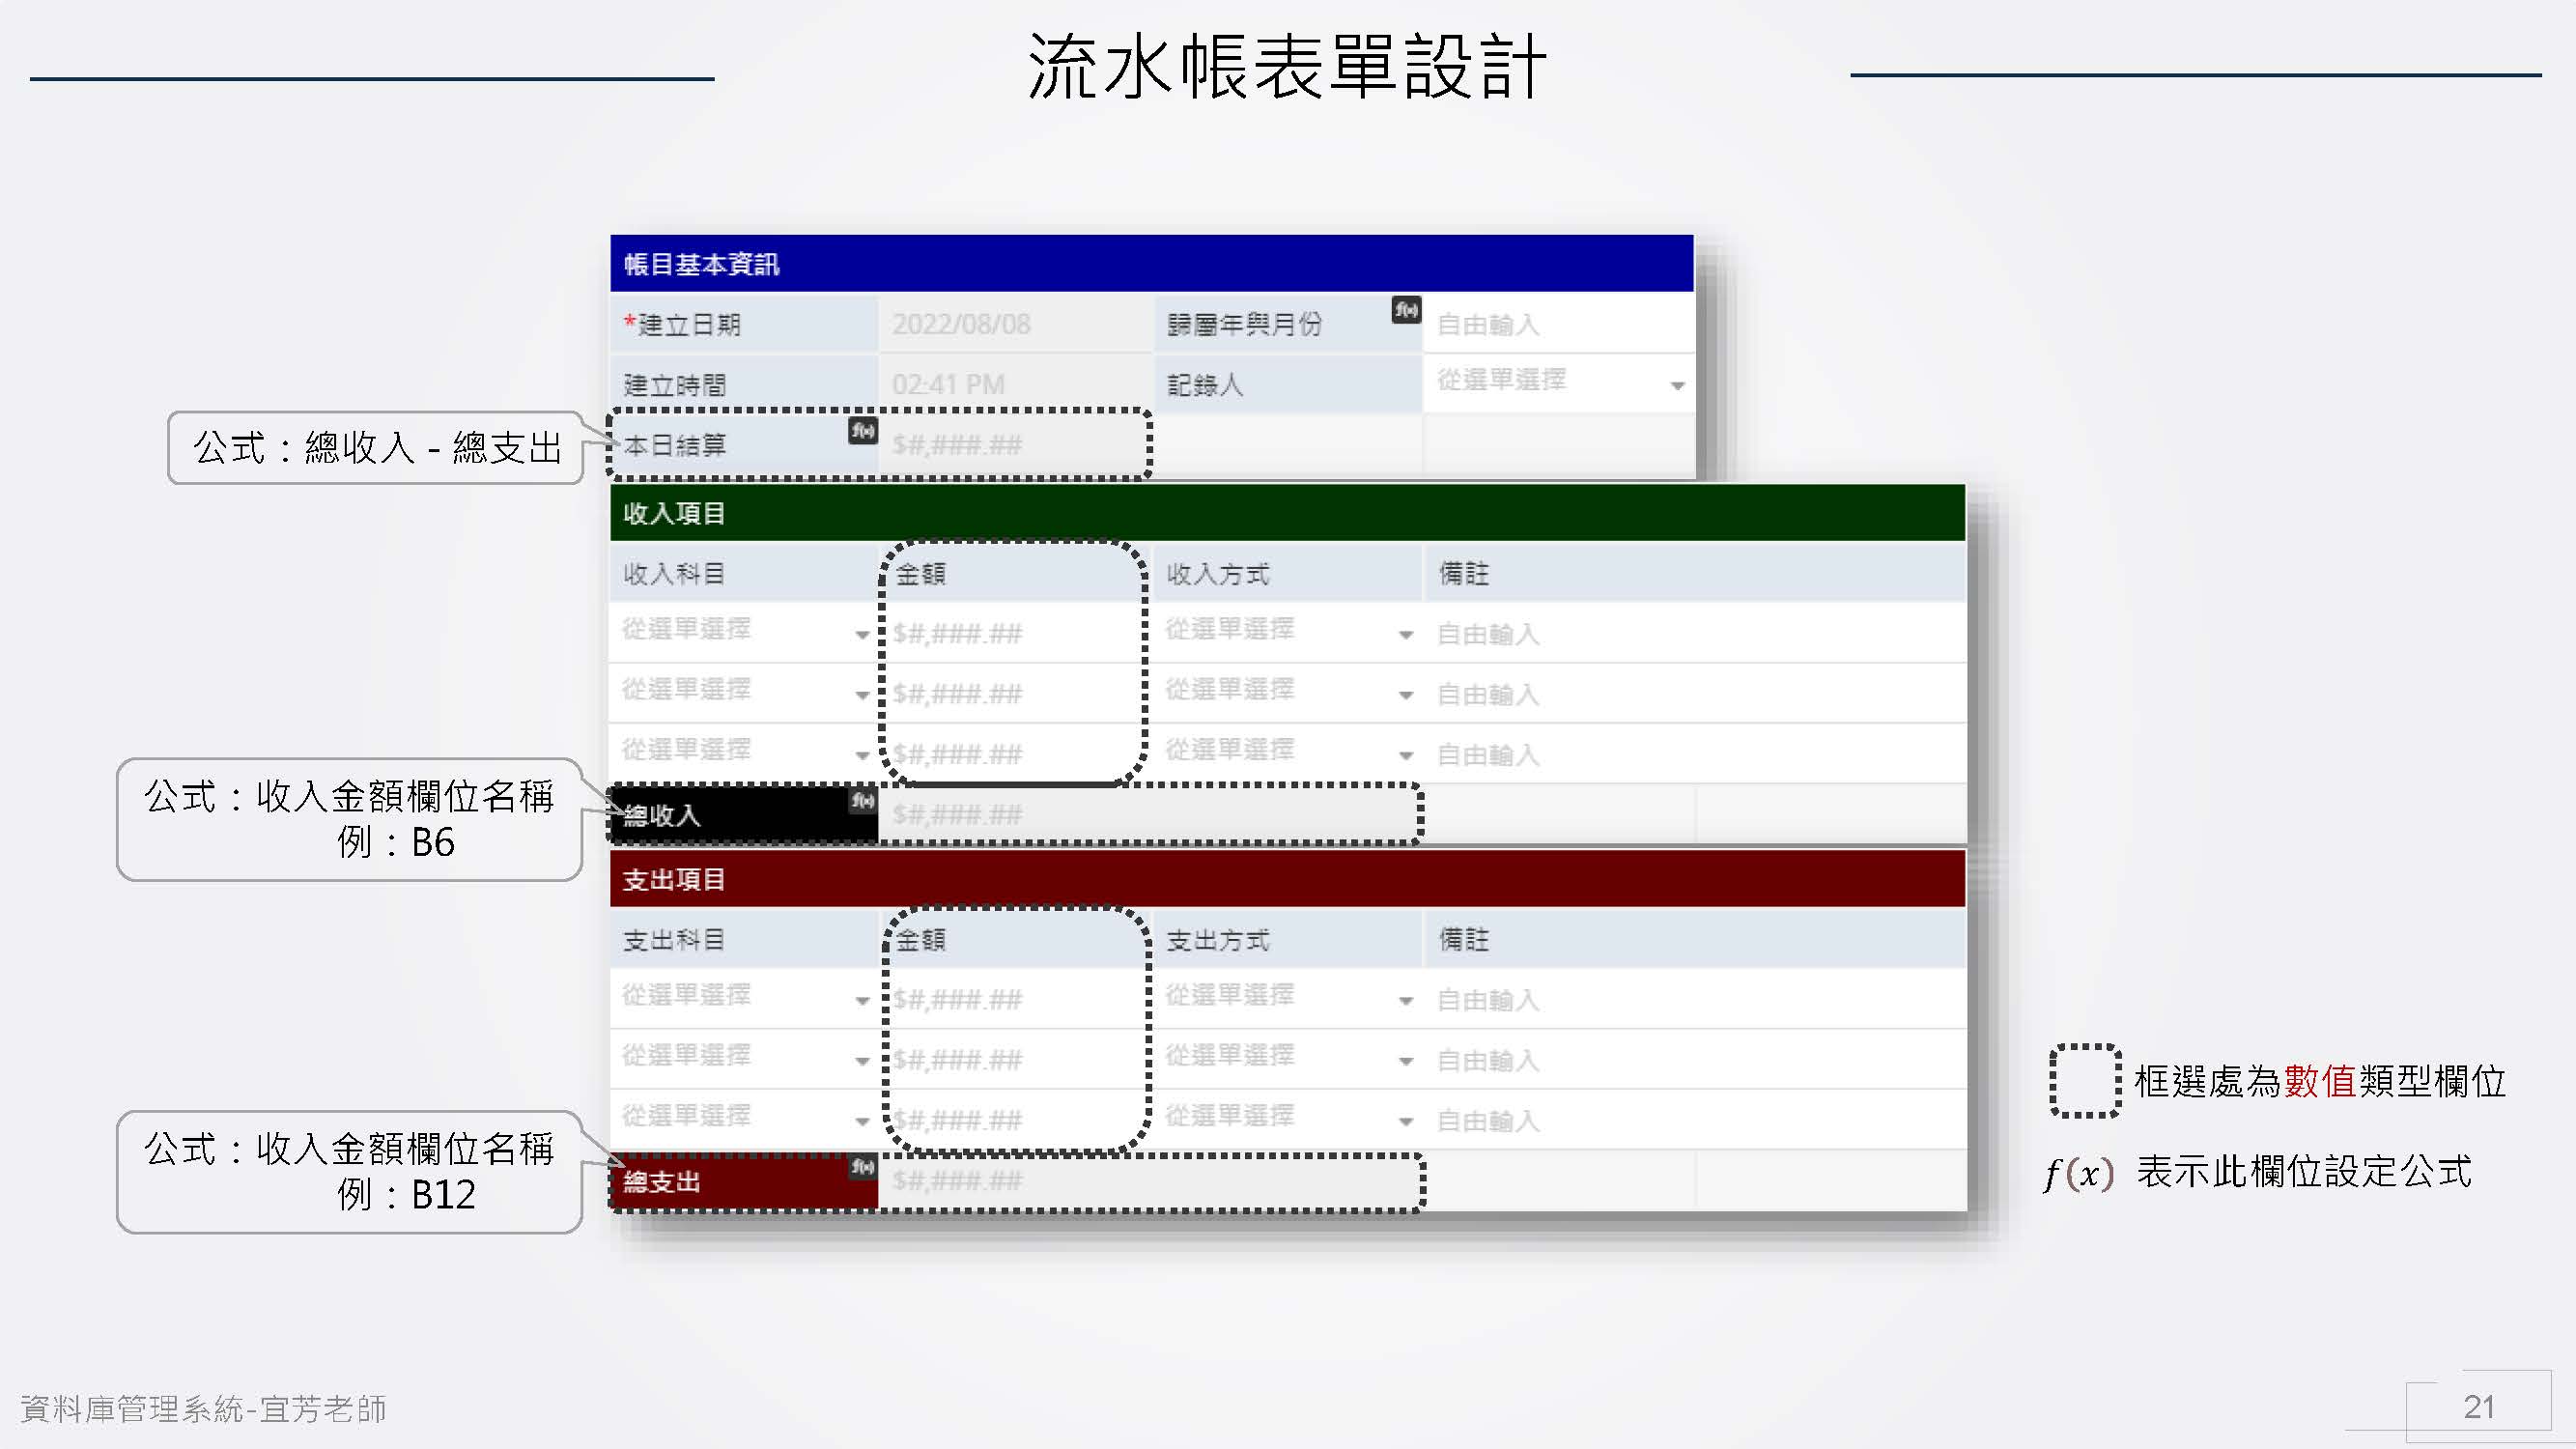 流水帳表單設計
帳目基本資訊
*建立日期 2022/08/08 歸屬年與月份 f(x) 自由輸入
建立時間 02:41 PM 記錄人 從選單選擇
公式：總收入 - 總支出
本日結算 f(x) $#,###.##
收入項目
收入科目 金額 收入方式 備註
從選單選擇 $#,###.## 從選單選擇 自由輸入
從選單選擇 $#,###.## 從選單選擇 自由輸入
從選單選擇 $#,###.## 從選單選擇 自由輸入
公式：收入金額欄位名稱
例：B6
總收入 f(x) $#,###.##
支出項目
支出科目 金額 支出方式 備註
從選單選擇 $#,###.## 從選單選擇 自由輸入
從選單選擇 $#,###.## 從選單選擇 自由輸入
從選單選擇 $#,###.## 從選單選擇 自由輸入
公式：收入金額欄位名稱
例：B12
總支出 f(x) $#,###.##
框選處為數值類型欄位
f(x) 表示此欄位設定公式
資料庫管理系統-宜芳老師
21